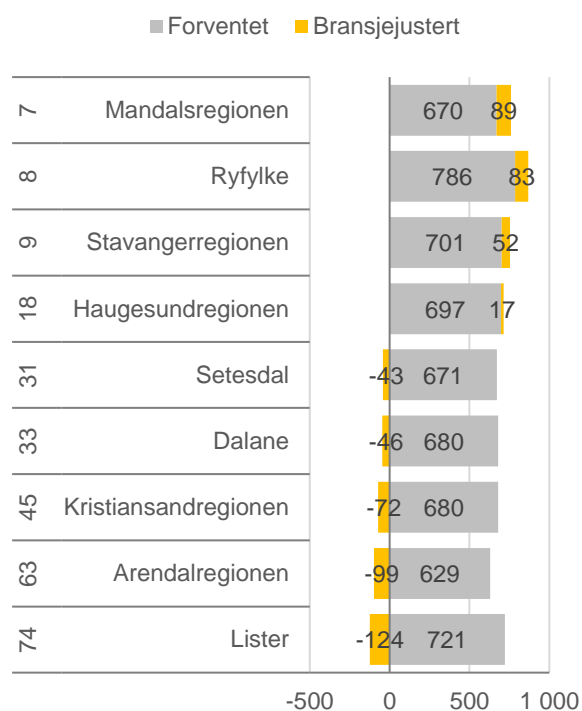 Forventet Bransjejustert
7 Mandalsregionen 670 89
8 Ryfylke 786 83
9 Stavangerregionen 701 52
18 Haugesundregionen 697 17
31 Setesdal -43 671
33 Dalane -46 680
45 Kristiansandregionen -72 680
63 Arendalregionen -99 629
74 Lister -124 721
-500 0 500 1 000